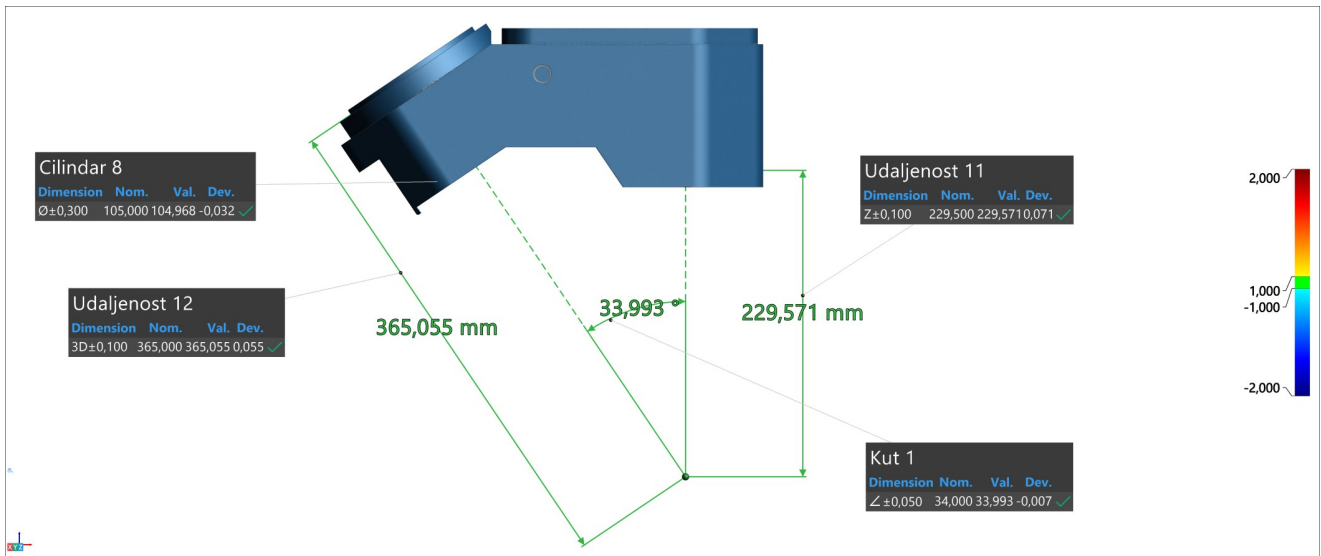 Cilindar 8
Dimension Nom. Val. Dev.
Ø±0,300 105,000 104,968 -0,032
Udaljenost 11
Dimension Nom. Val. Dev.
Z±0,100 229,500 229,571 0,071
2,000
1,000
-1,000
-2,000
Udaljenost 12
Dimension Nom. Val. Dev.
3D±0,100 365,000 365,055 0,055
33,993 °
365,055 mm
229,571 mm
Kut 1
Dimension Nom. Val. Dev.
∠±0,050 34,000 33,993 -0,007
X Y Z